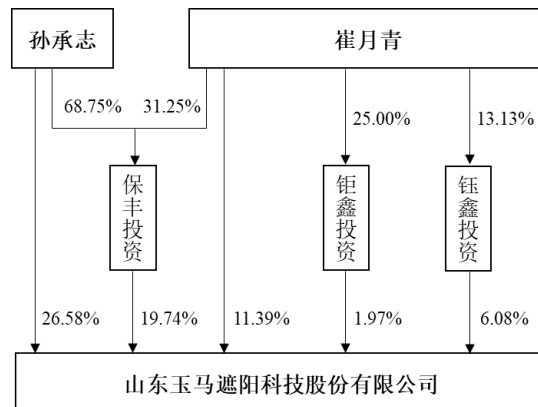 孙承志
崔月青
68.75%
31.25%
25.00%
13.13%
保丰投资
钜鑫投资
钰鑫投资
26.58%
19.74%
11.39%
1.97%
6.08%
山东玉马遮阳科技股份有限公司